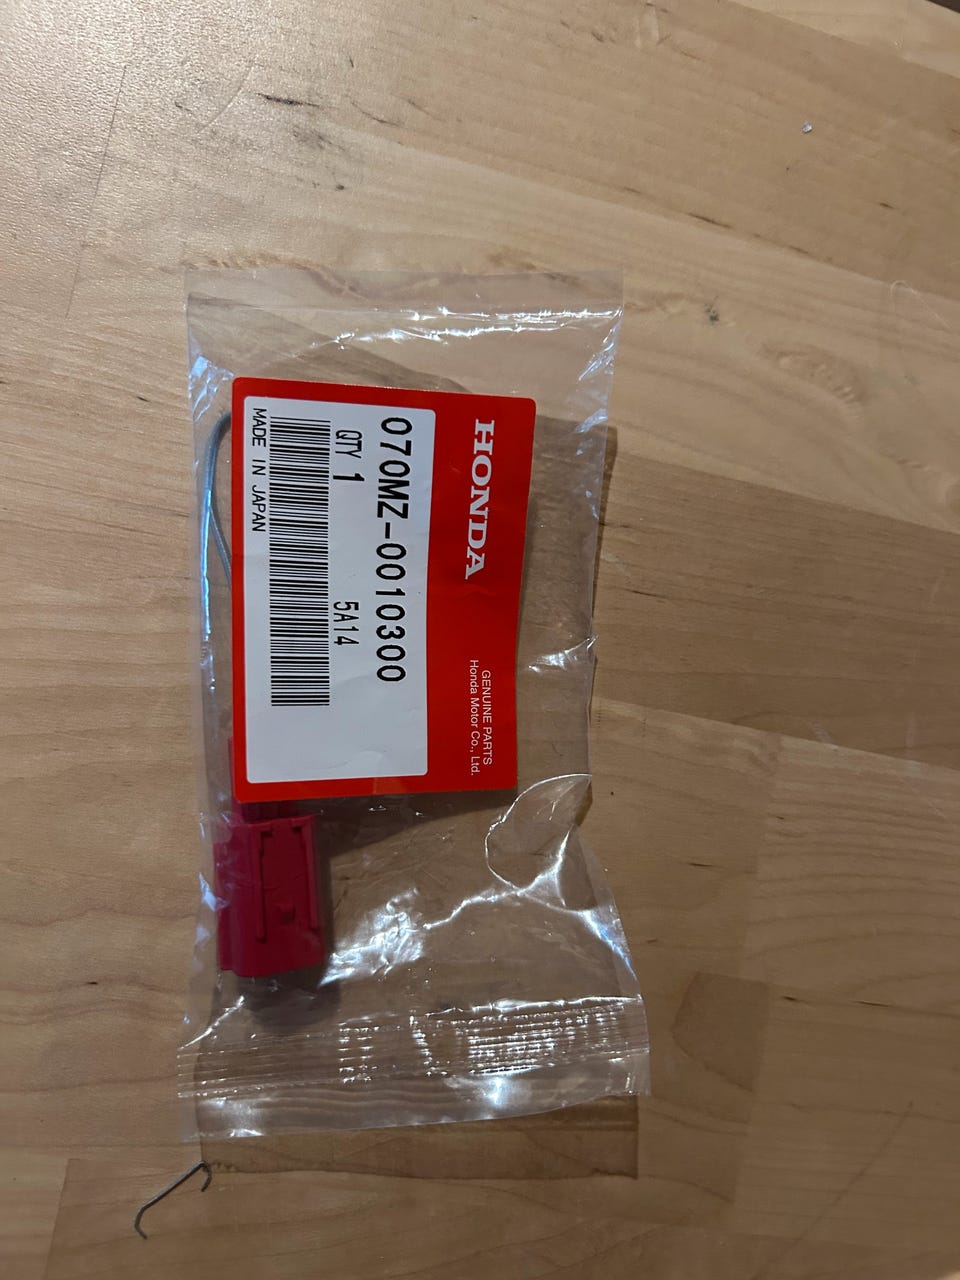 HONDA
GENUINE PARTS
Honda Motor Co., Ltd.
070MZ-0010300
QTY 1 5A14
MADE IN JAPAN